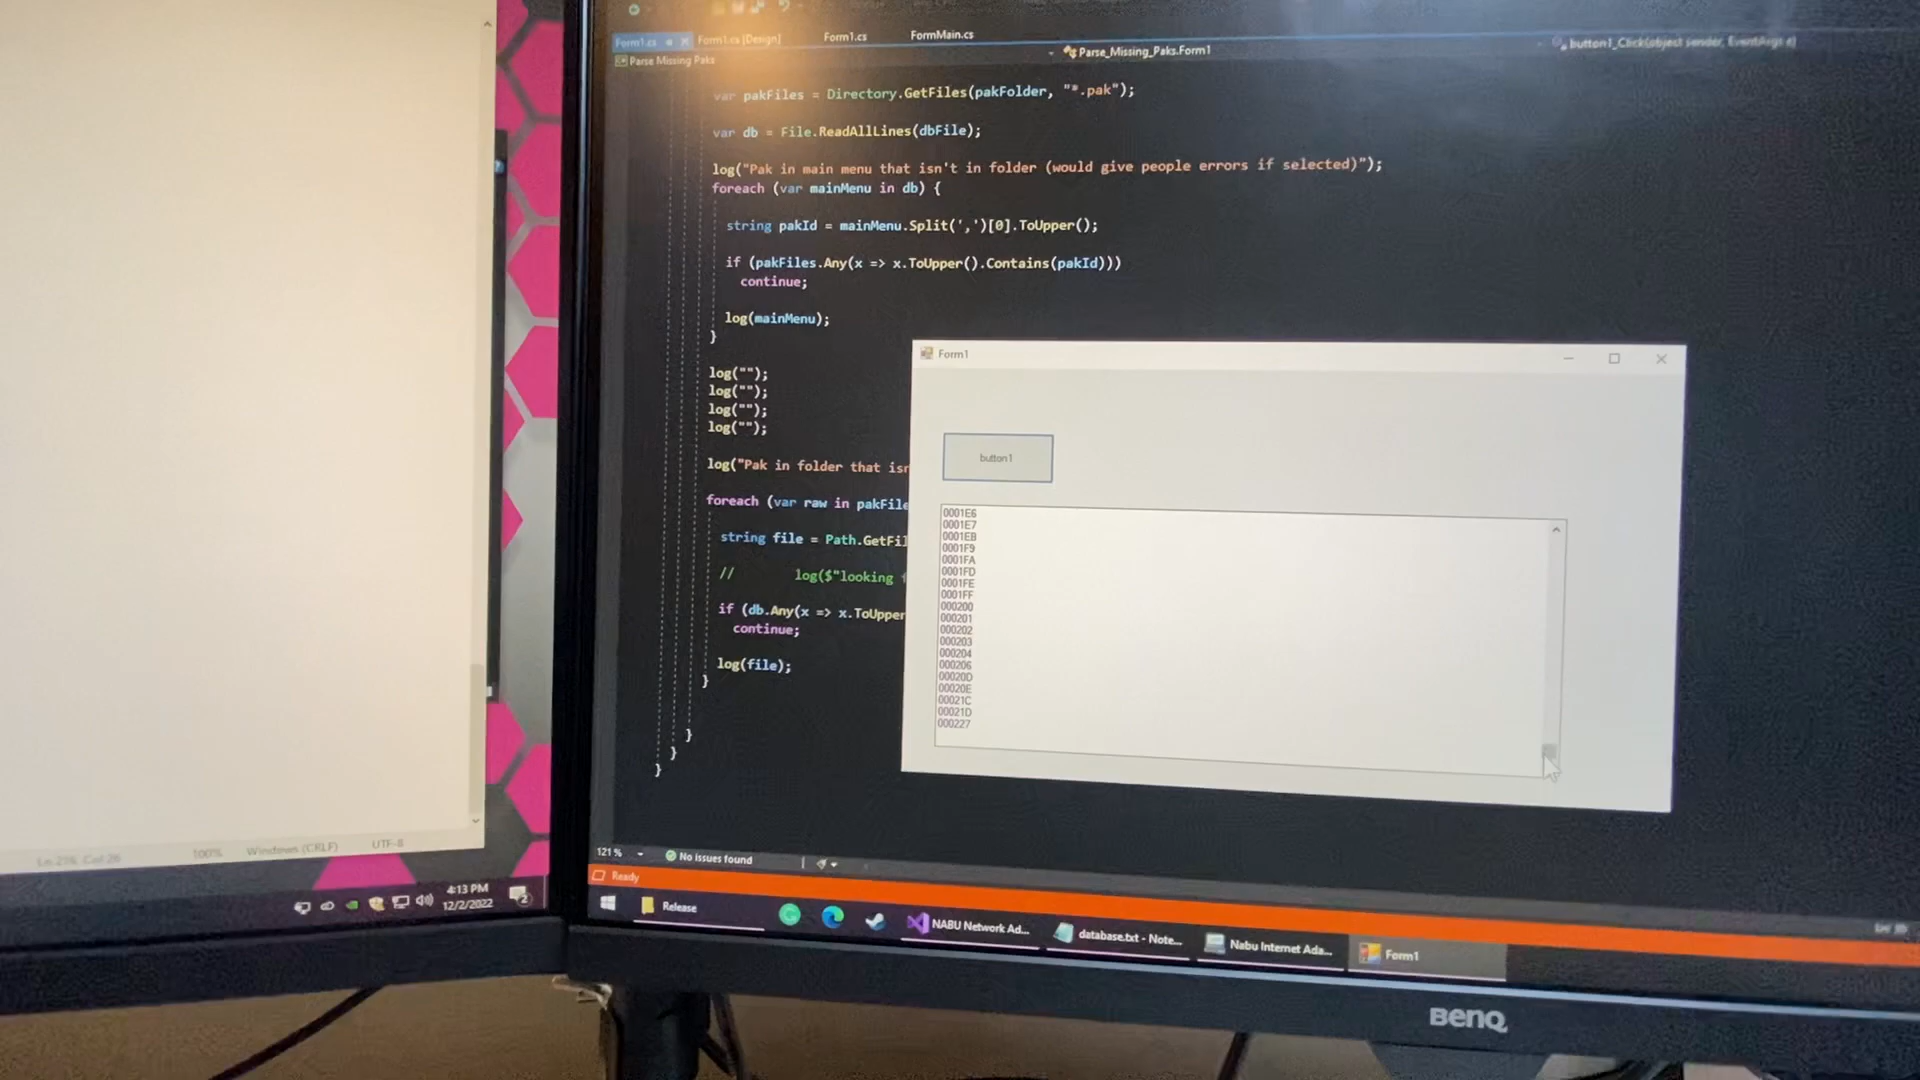 Form1.cs
Form1.cs [Design]
Form1.cs
FormMain.cs
Parse Missing Paks
Parse_Missing_Paks.Form1
button1_Click(object sender, EventArgs e)
var pakFiles = Directory.GetFiles(pakFolder, "*.pak");
var db = File.ReadAllLines(dbFile);
log("Pak in main menu that isn't in folder (would give people errors if selected)");
foreach (var mainMenu in db) {
string pakId = mainMenu.Split(',')[0].ToUpper();
if (pakFiles.Any(x => x.ToUpper().Contains(pakId)))
continue;
log(mainMenu);
}
log("");
log("");
log("");
log("");
log("Pak in folder that isn
foreach (var raw in pakFile
string file = Path.GetFil
// log($"looking
if (db.Any(x => x.ToUpper
continue;
log(file);
}
}
}
}
Form1
button1
0001E6
0001E7
0001EB
0001F9
0001FA
0001FD
0001FE
0001FF
000200
000201
000202
000203
000204
000206
00020D
00020E
00021C
00021D
000227
121 %
No issues found
Ready
Release
NABU Network Ad...
database.txt - Note...
Nabu Internet Ada...
Form1
100%
Windows (CRLF)
UTF-8
4:13 PM
12/2/2022
2
BenQ